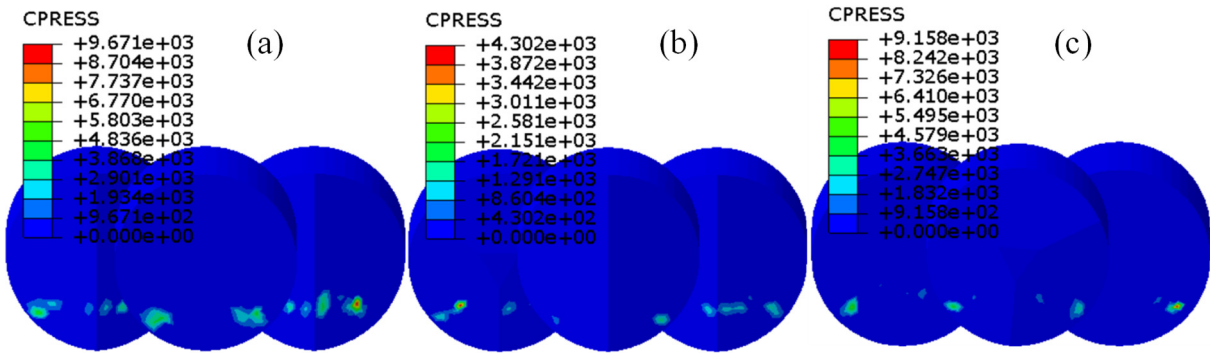 CPRESS
(a)
+9.671e+03
+8.704e+03
+7.737e+03
+6.770e+03
+5.803e+03
+4.836e+03
+3.868e+03
+2.901e+03
+1.934e+03
+9.671e+02
+0.000e+00
CPRESS
(b)
+4.302e+03
+3.872e+03
+3.442e+03
+3.011e+03
+2.581e+03
+2.151e+03
+1.721e+03
+1.291e+03
+8.604e+02
+4.302e+02
+0.000e+00
CPRESS
(c)
+9.158e+03
+8.242e+03
+7.326e+03
+6.410e+03
+5.495e+03
+4.579e+03
+3.663e+03
+2.747e+03
+1.832e+03
+9.158e+02
+0.000e+00